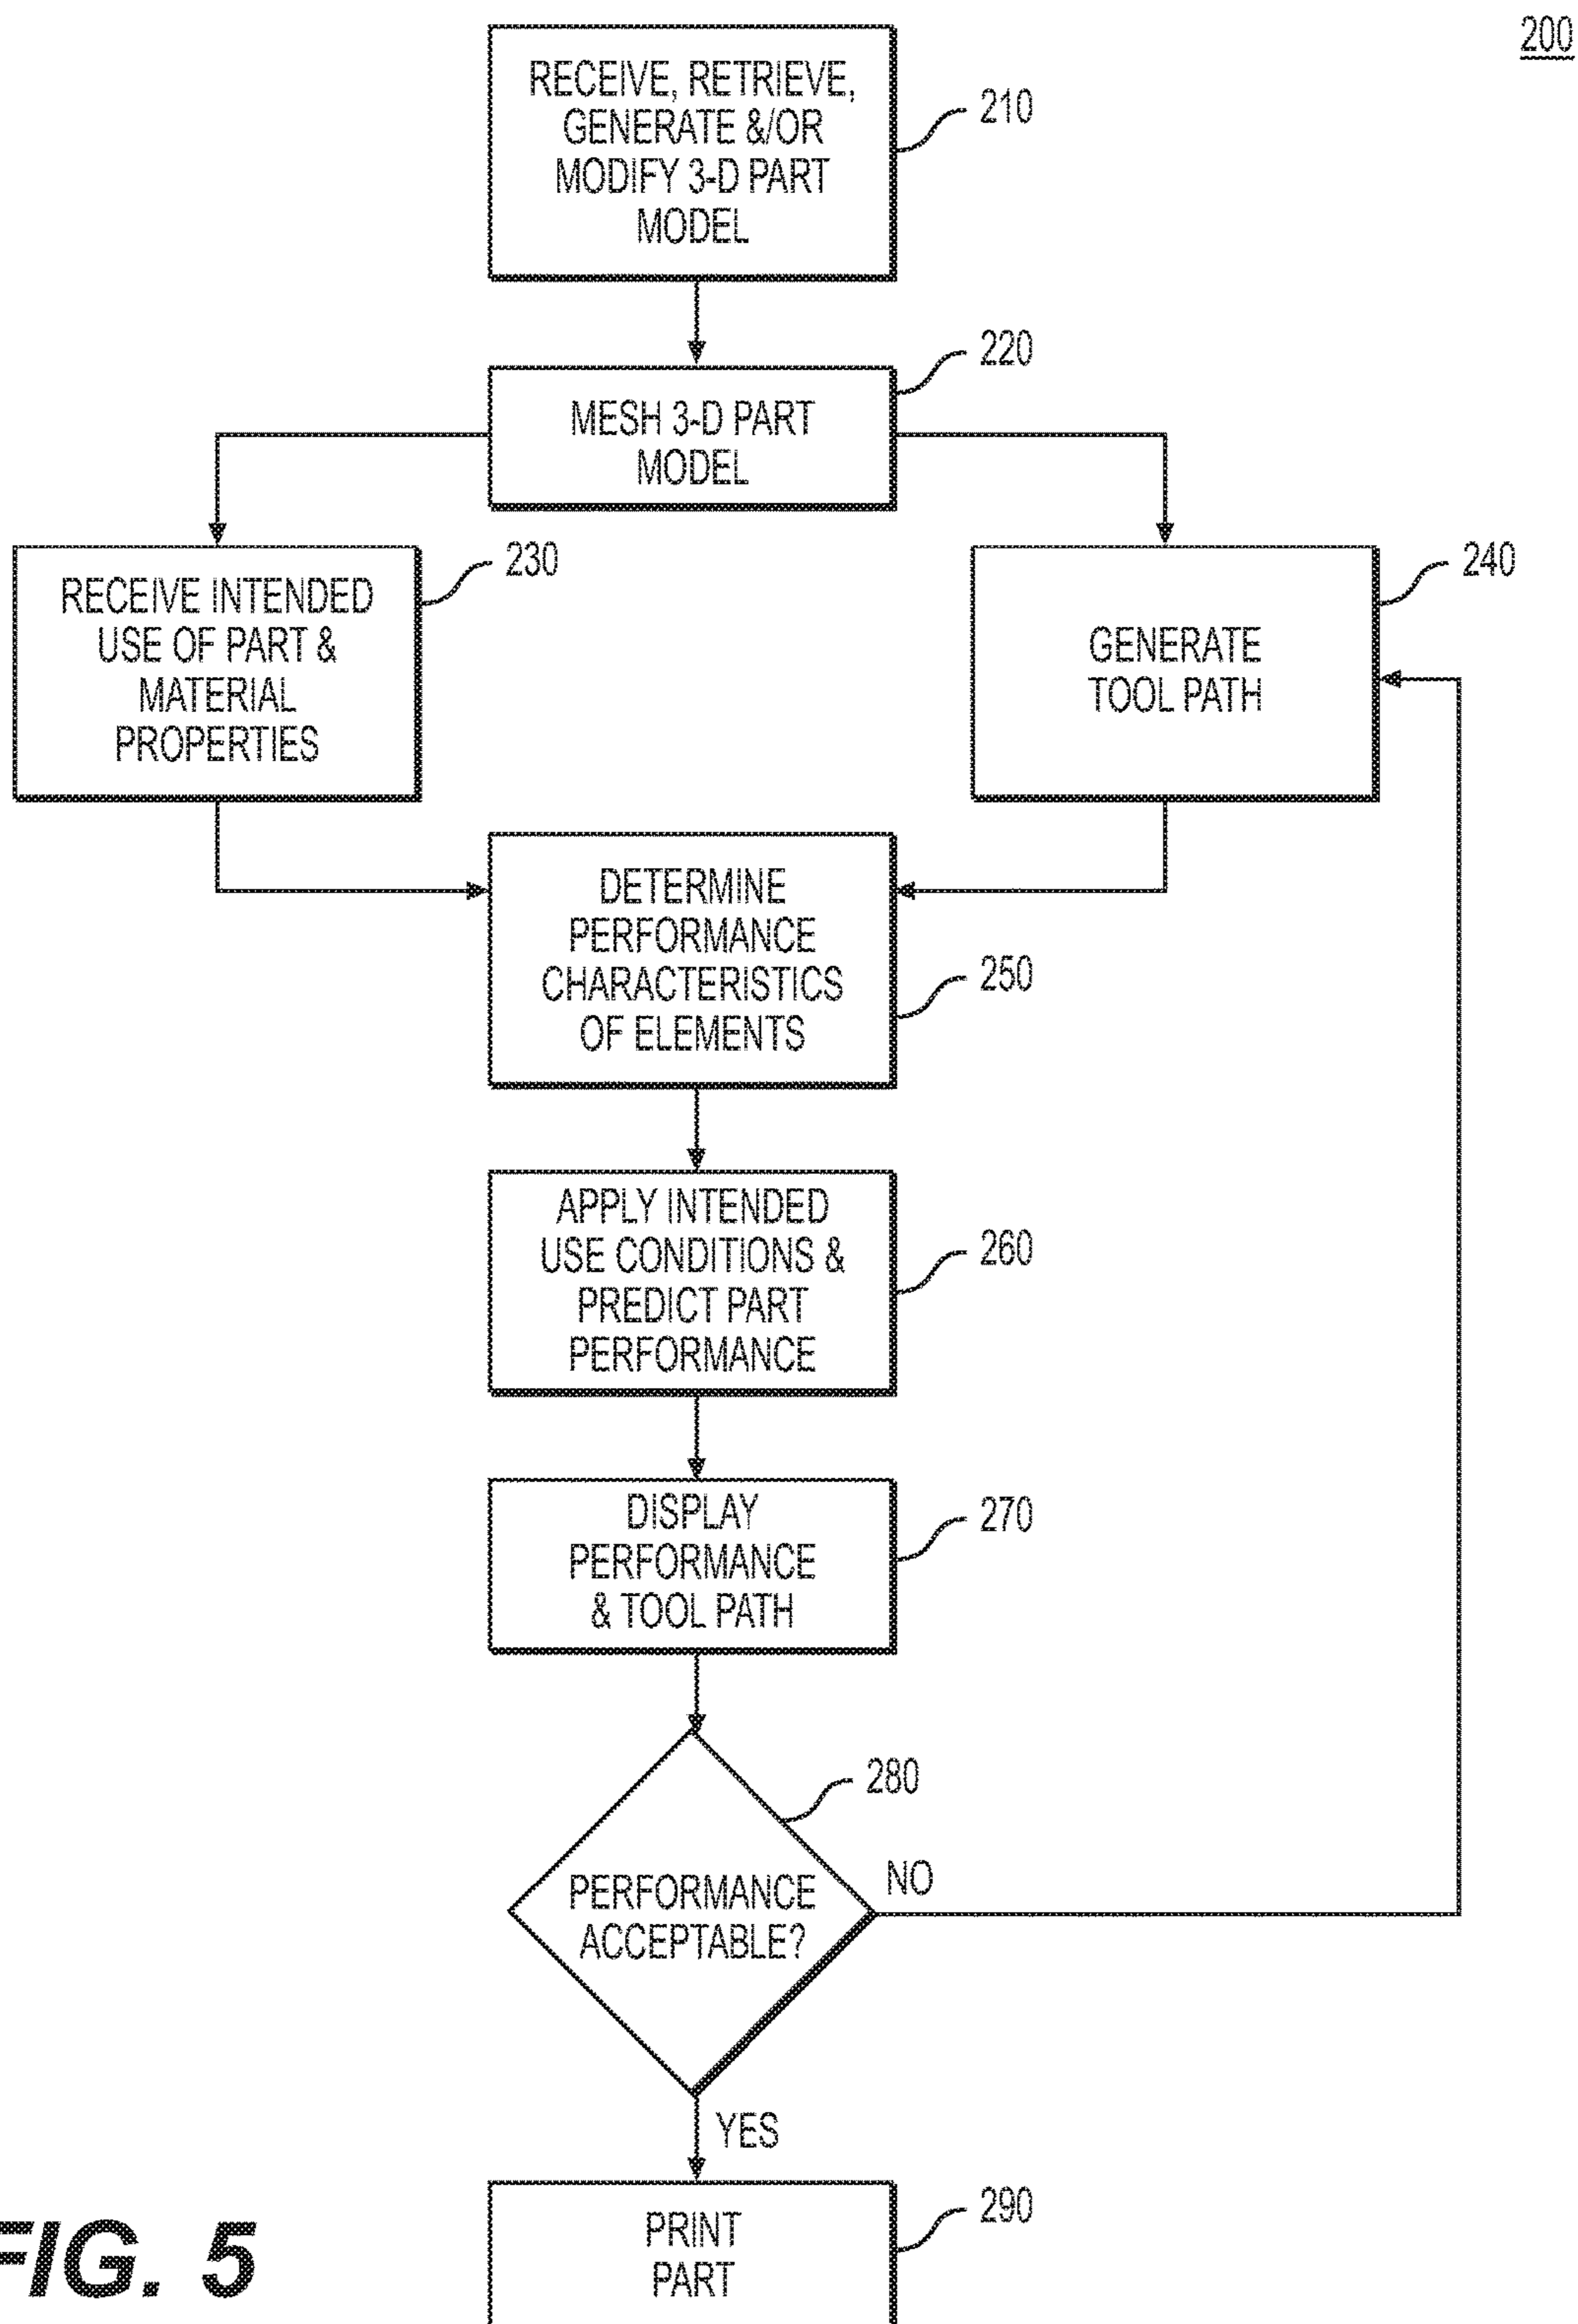 200
RECEIVE, RETRIEVE,
GENERATE &/OR
MODIFY 3-D PART
MODEL
210
220
MESH 3-D PART
MODEL
230
RECEIVE INTENDED
USE OF PART &
MATERIAL
PROPERTIES
240
GENERATE
TOOL PATH
DETERMINE
PERFORMANCE
CHARACTERISTICS
OF ELEMENTS
250
APPLY INTENDED
USE CONDITIONS &
PREDICT PART
PERFORMANCE
260
DISPLAY
PERFORMANCE
& TOOL PATH
270
280
PERFORMANCE
ACCEPTABLE?
NO
YES
PRINT
PART
290
FIG. 5